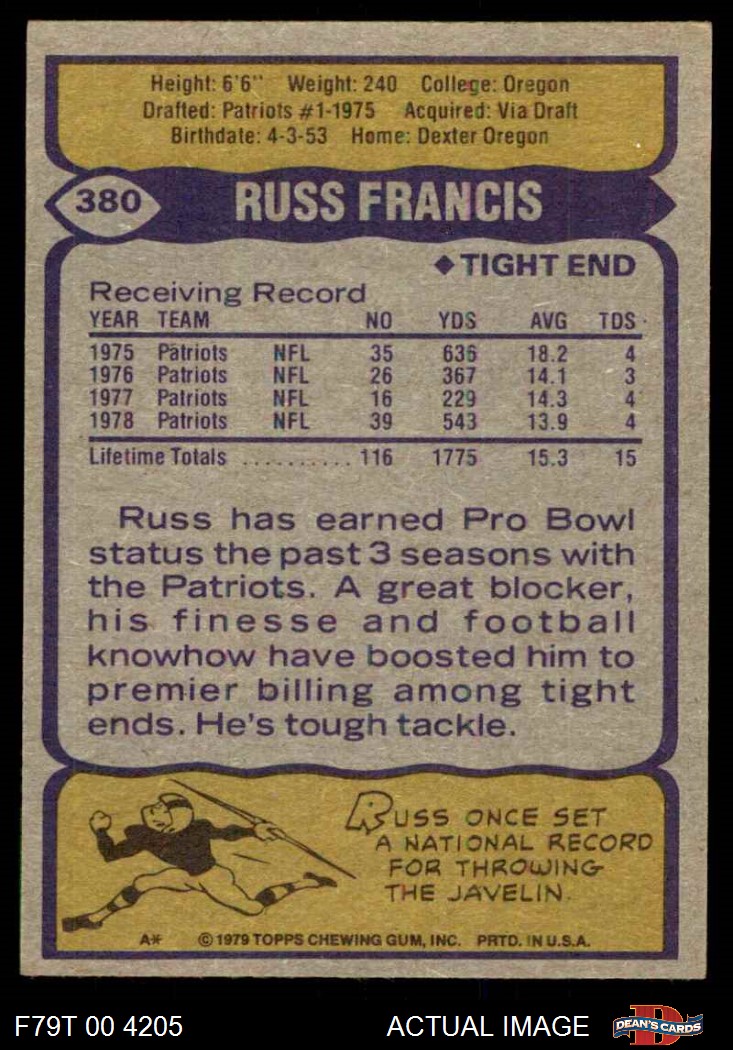 Height: 6'6" Weight: 240 College: Oregon
Drafted: Patriots #1-1975 Acquired: Via Draft
Birthdate: 4-3-53 Home: Dexter Oregon
380 RUSS FRANCIS
◆TIGHT END
Receiving Record
YEAR TEAM NO YDS AVG TDS
1975 Patriots NFL 35 636 18.2 4
1976 Patriots NFL 26 367 14.1 3
1977 Patriots NFL 16 229 14.3 4
1978 Patriots NFL 39 543 13.9 4
Lifetime Totals .......... 116 1775 15.3 15
Russ has earned Pro Bowl
status the past 3 seasons with
the Patriots. A great blocker,
his finesse and football
knowhow have boosted him to
premier billing among tight
ends. He's tough tackle.
RUSS ONCE SET
A NATIONAL RECORD
FOR THROWING
THE JAVELIN.
A* ©1979 TOPPS CHEWING GUM, INC. PRTD. IN U.S.A.
F79T 00 4205 ACTUAL IMAGE D DEAN'S CARDS